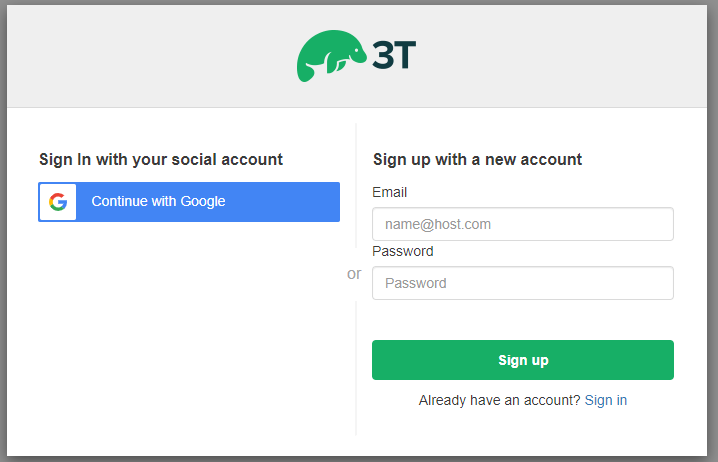 3T
Sign In with your social account
Continue with Google
or
Sign up with a new account
Email
name@host.com
Password
Password
Sign up
Already have an account? Sign in